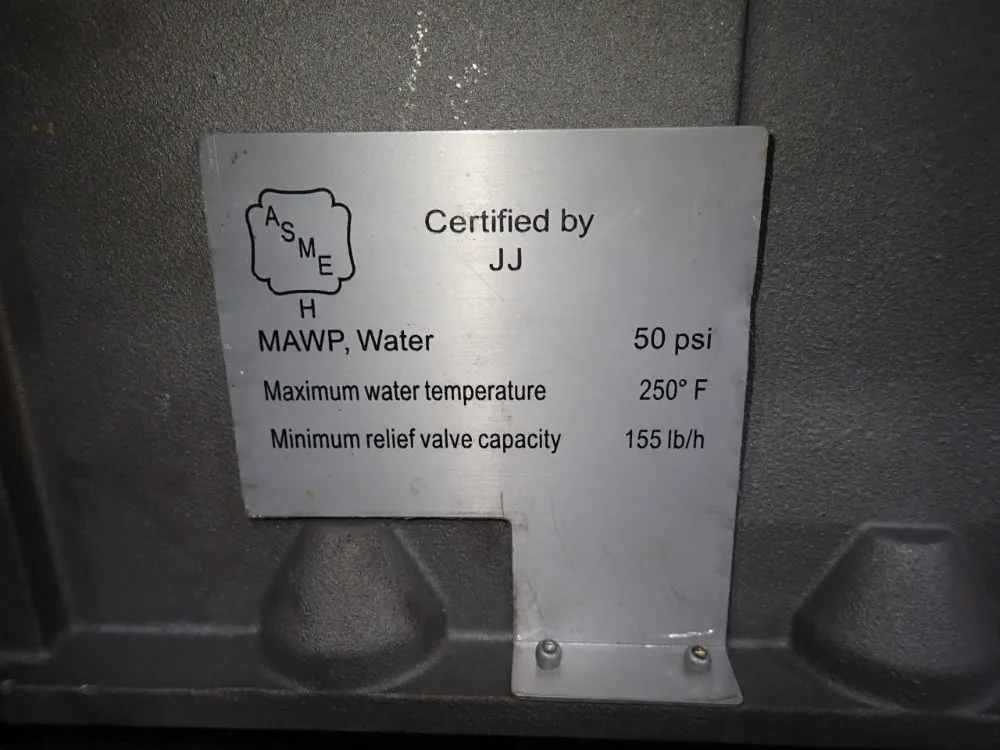 ASME
H
Certified by
JJ
MAWP, Water 50 psi
Maximum water temperature 250° F
Minimum relief valve capacity 155 lb/h